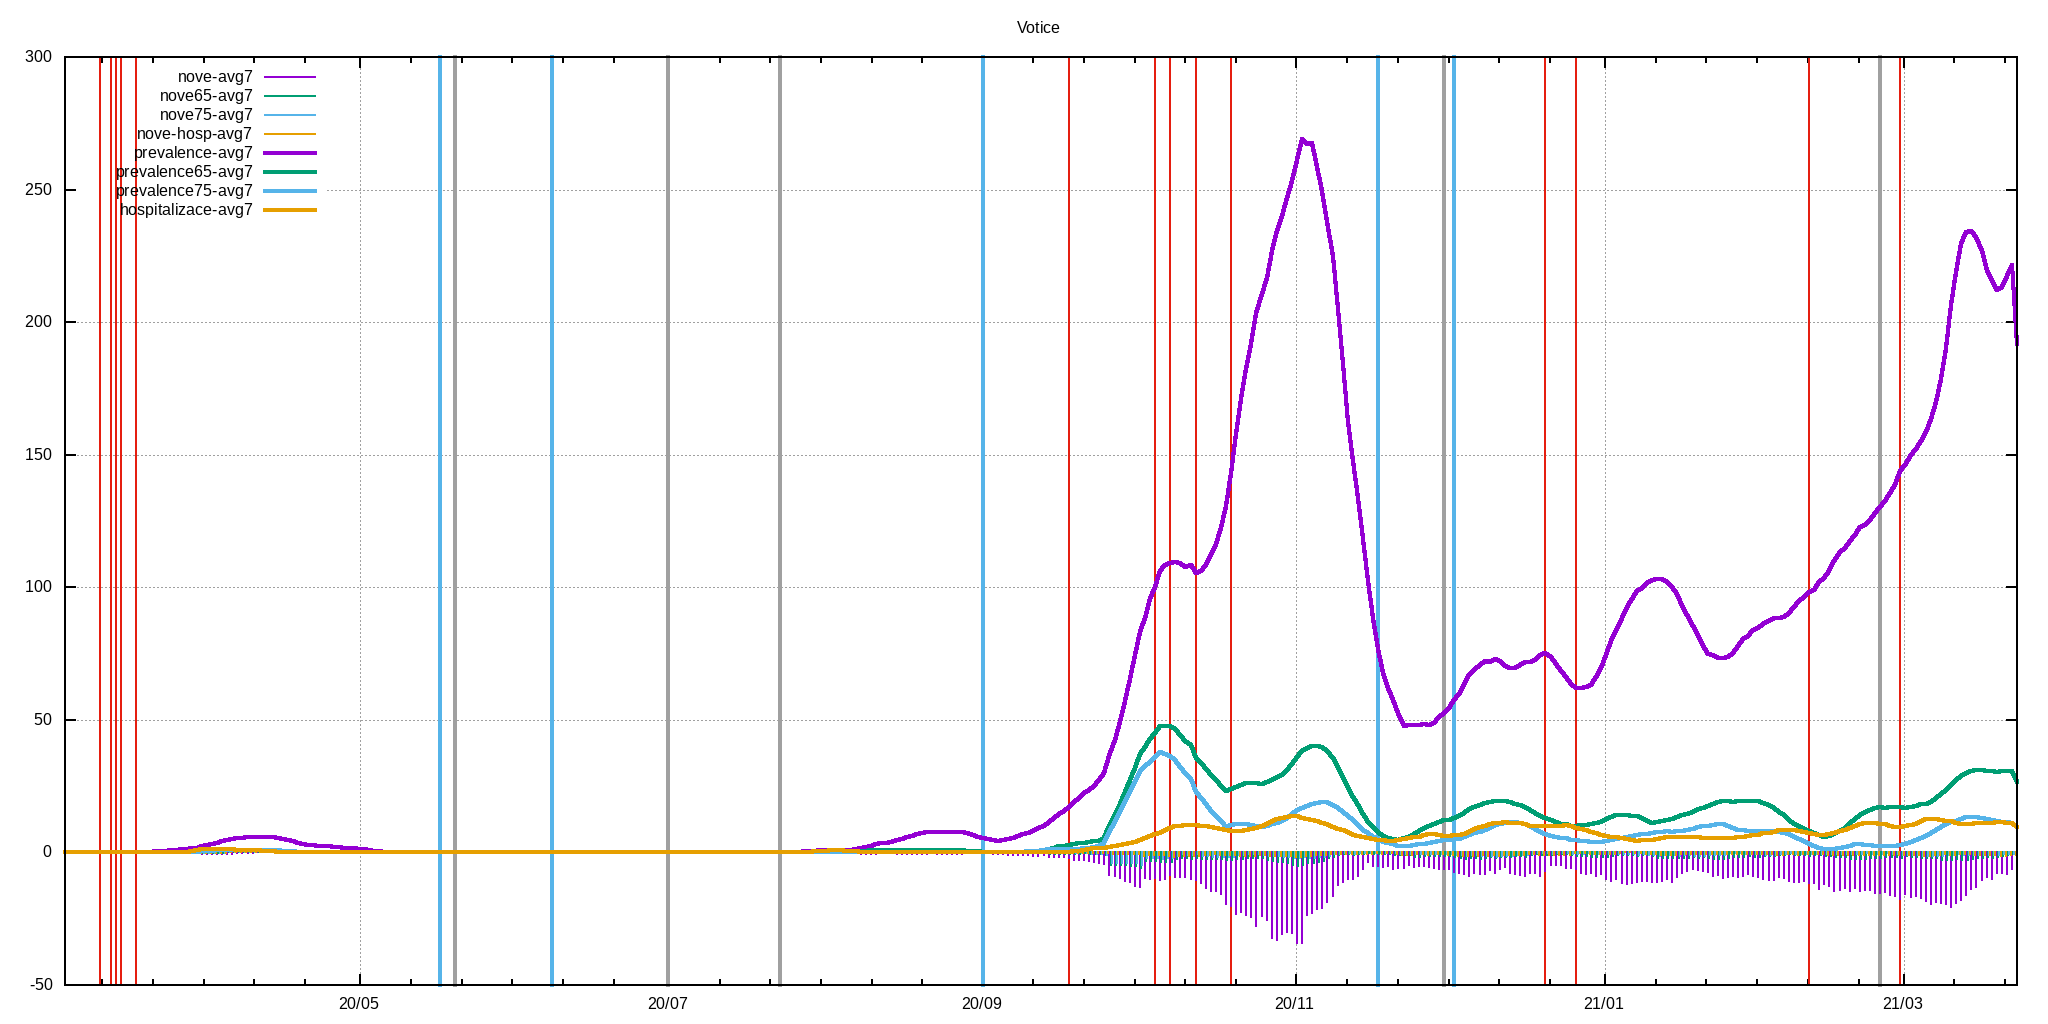 Votice
300
250
200
150
100
50
0
-50
nove-avg7
nove65-avg7
nove75-avg7
nove-hosp-avg7
prevalence-avg7
prevalence65-avg7
prevalence75-avg7
hospitalizace-avg7
20/05
20/07
20/09
20/11
21/01
21/03